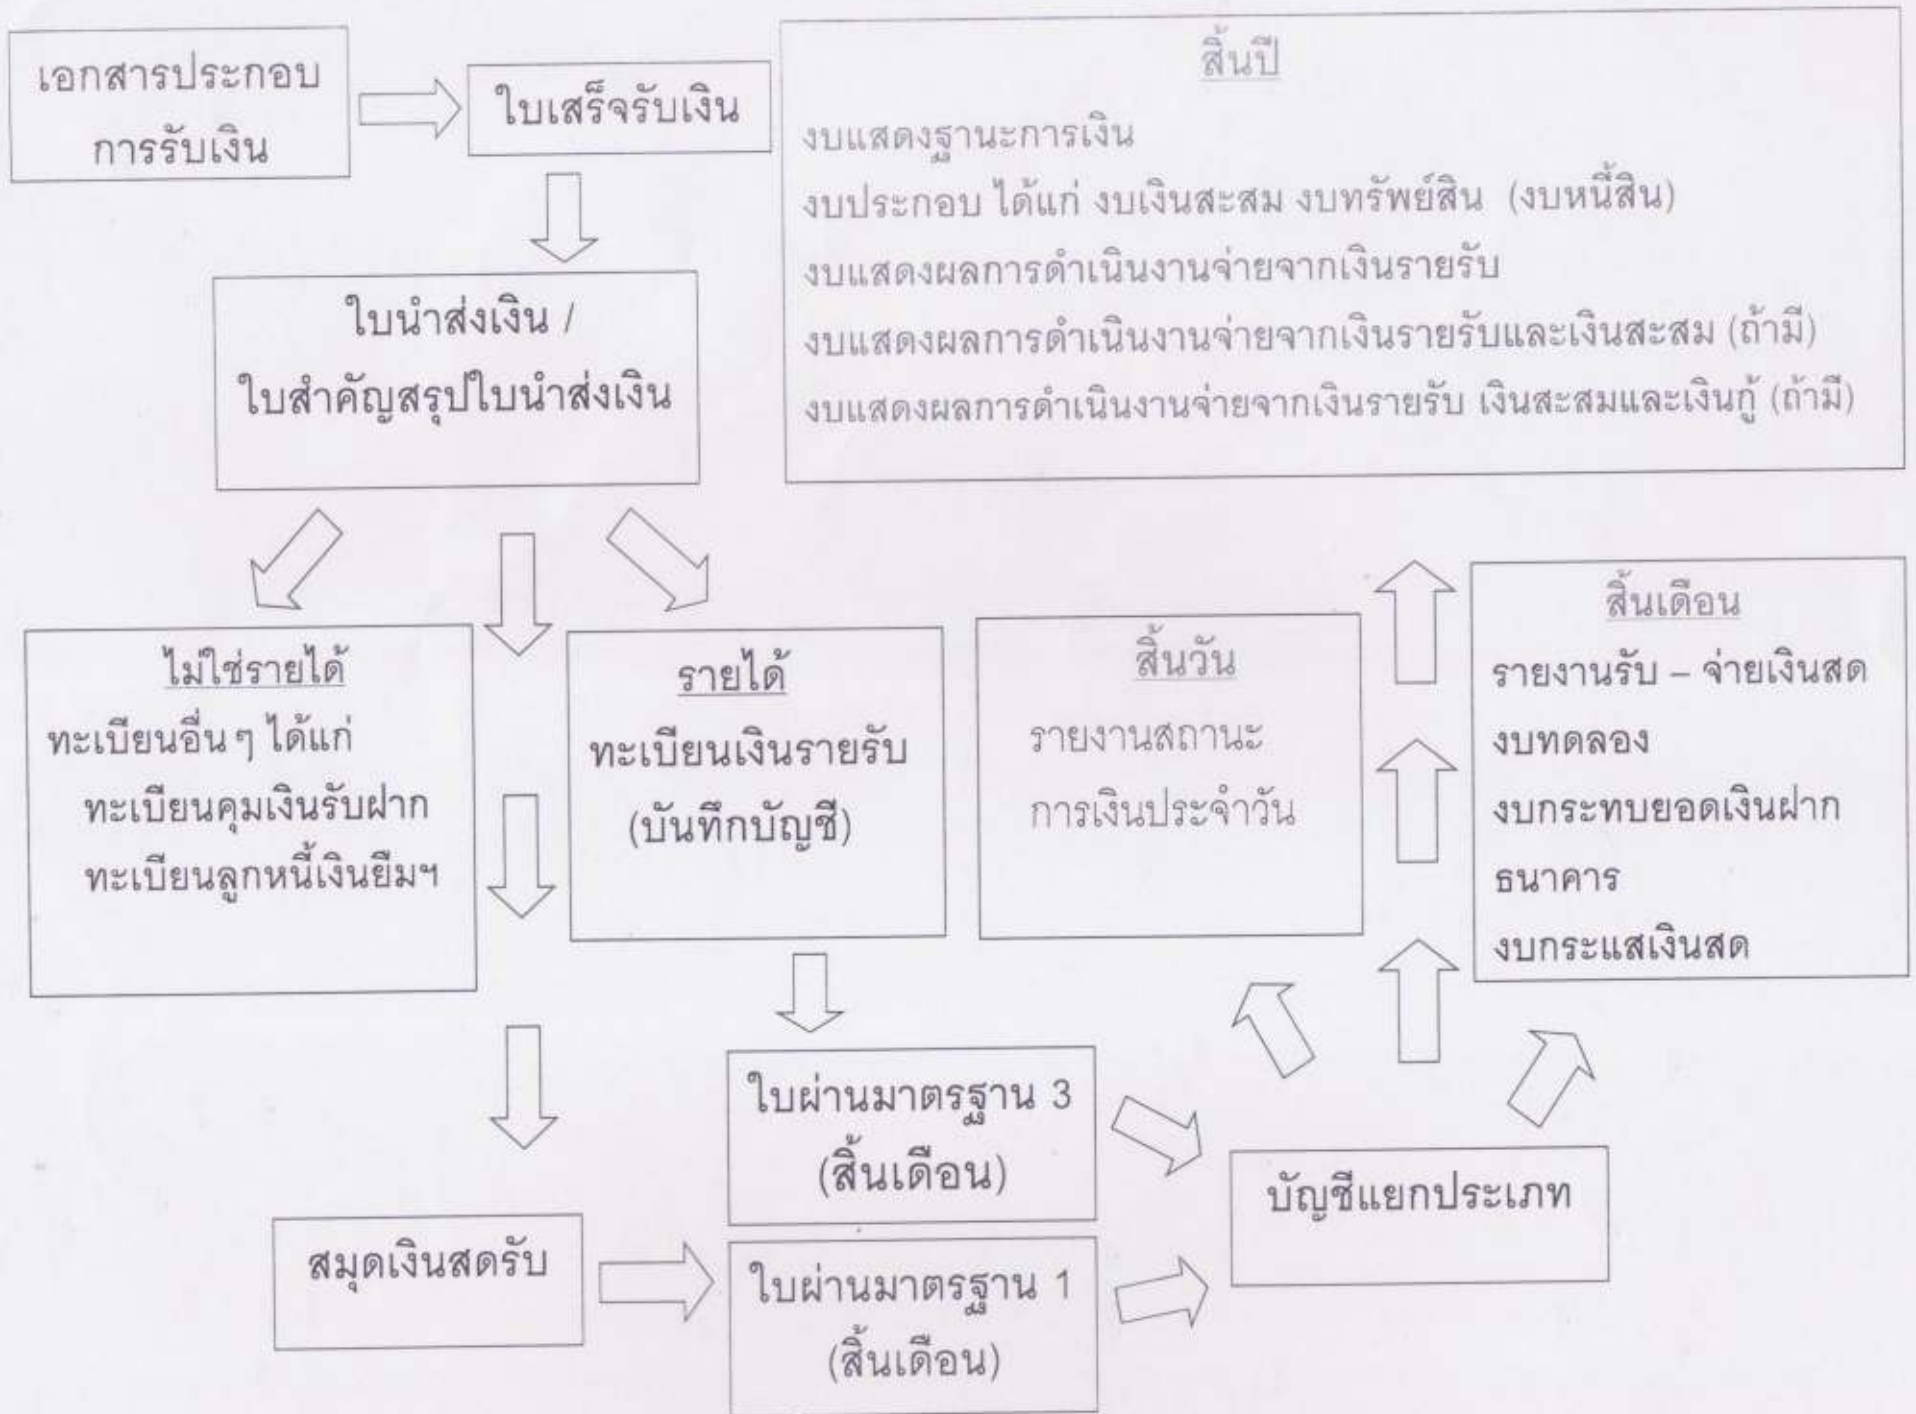 เอกสารประกอบ
การรับเงิน
ใบเสร็จรับเงิน
สิ้นปี
งบแสดงฐานะการเงิน
งบประกอบ ได้แก่ งบเงินสะสม งบทรัพย์สิน (งบหนี้สิน)
งบแสดงผลการดำเนินงานจ่ายจากเงินรายรับ
งบแสดงผลการดำเนินงานจ่ายจากเงินรายรับและเงินสะสม (ถ้ามี)
งบแสดงผลการดำเนินงานจ่ายจากเงินรายรับ เงินสะสมและเงินกู้ (ถ้ามี)
ใบนำส่งเงิน /
ใบสำคัญสรุปใบนำส่งเงิน
ไม่ใช่รายได้
ทะเบียนอื่นๆ ได้แก่
ทะเบียนคุมเงินรับฝาก
ทะเบียนลูกหนี้เงินยืมฯ
รายได้
ทะเบียนเงินรายรับ
(บันทึกบัญชี)
สิ้นวัน
รายงานสถานะ
การเงินประจำวัน
สิ้นเดือน
รายงานรับ – จ่ายเงินสด
งบทดลอง
งบกระทบยอดเงินฝาก
ธนาคาร
งบกระแสเงินสด
ใบผ่านมาตรฐาน 3
(สิ้นเดือน)
บัญชีแยกประเภท
สมุดเงินสดรับ
ใบผ่านมาตรฐาน 1
(สิ้นเดือน)